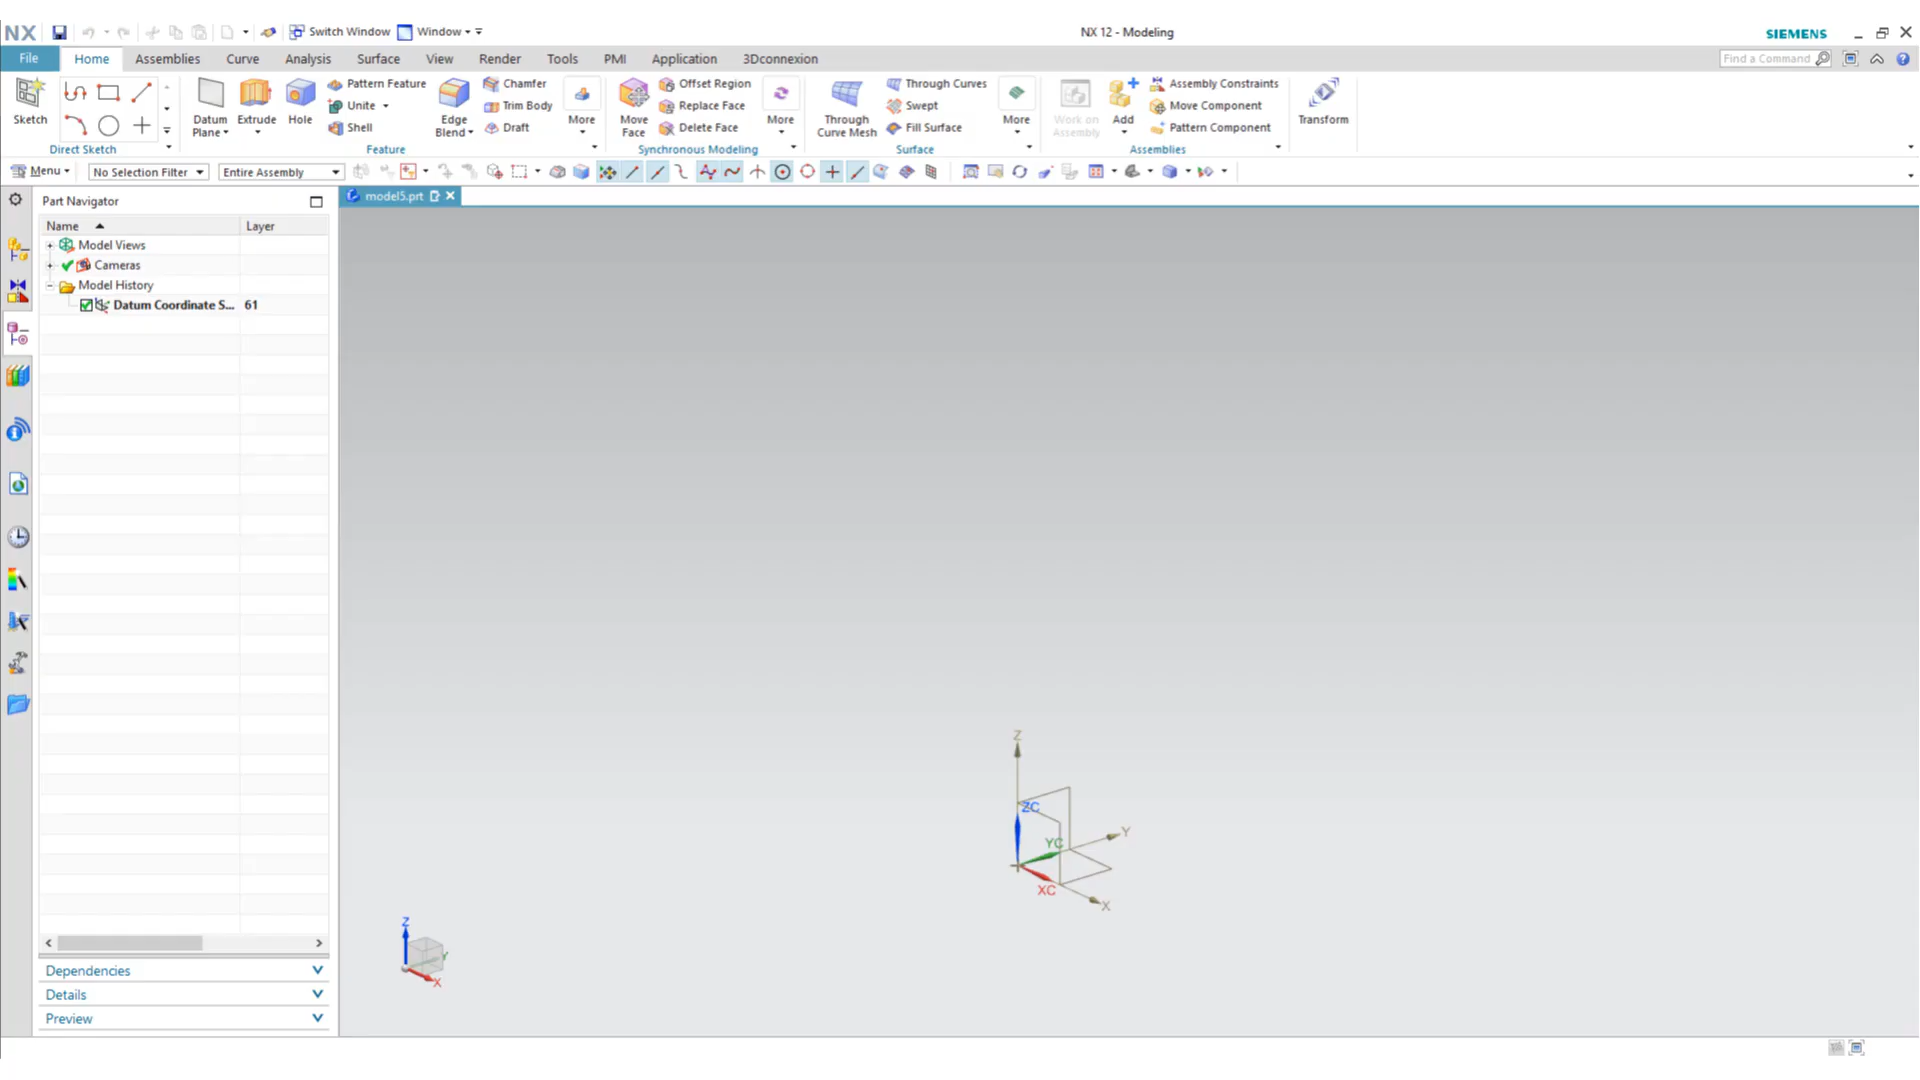 NX Switch Window Window NX 12 - Modeling SIEMENS
File Home Assemblies Curve Analysis Surface View Render Tools PMI Application 3Dconnexion Find a Command
Sketch
Direct Sketch
Datum Plane
Extrude
Hole
Pattern Feature
Unite
Shell
Edge Blend
Chamfer
Trim Body
Draft
More
Feature
Move Face
Offset Region
Replace Face
Delete Face
More
Synchronous Modeling
Through Curve Mesh
Through Curves
Swept
Fill Surface
More
Surface
Work on Assembly
Add
Assembly Constraints
Move Component
Pattern Component
Assemblies
Transform
Menu No Selection Filter Entire Assembly
Part Navigator
model5.prt
Name Layer
Model Views
Cameras
Model History
Datum Coordinate S... 61
Z
ZC
Y
YC
XC
X
Z
Y
X
Dependencies
Details
Preview